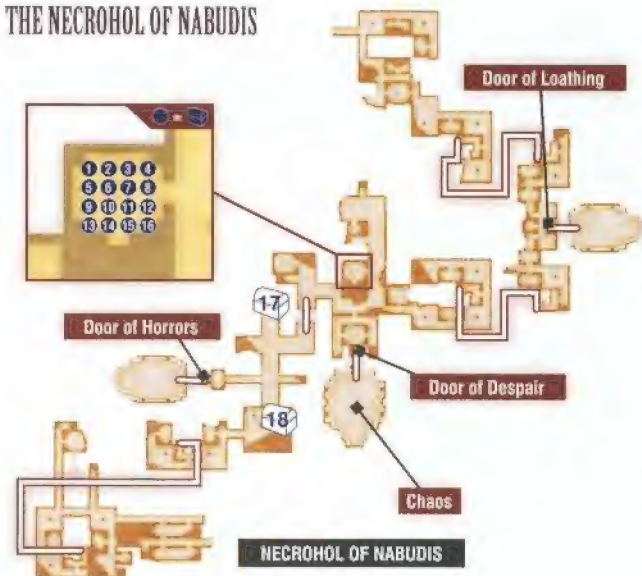 THE NECROHOL OF NABUDIS
Door of Loathing
1 2 3 4
5 6 7 8
9 10 11 12
13 14 15 16
17
Door of Horrors
Door of Despair
18
Chaos
NECROHOL OF NABUDIS